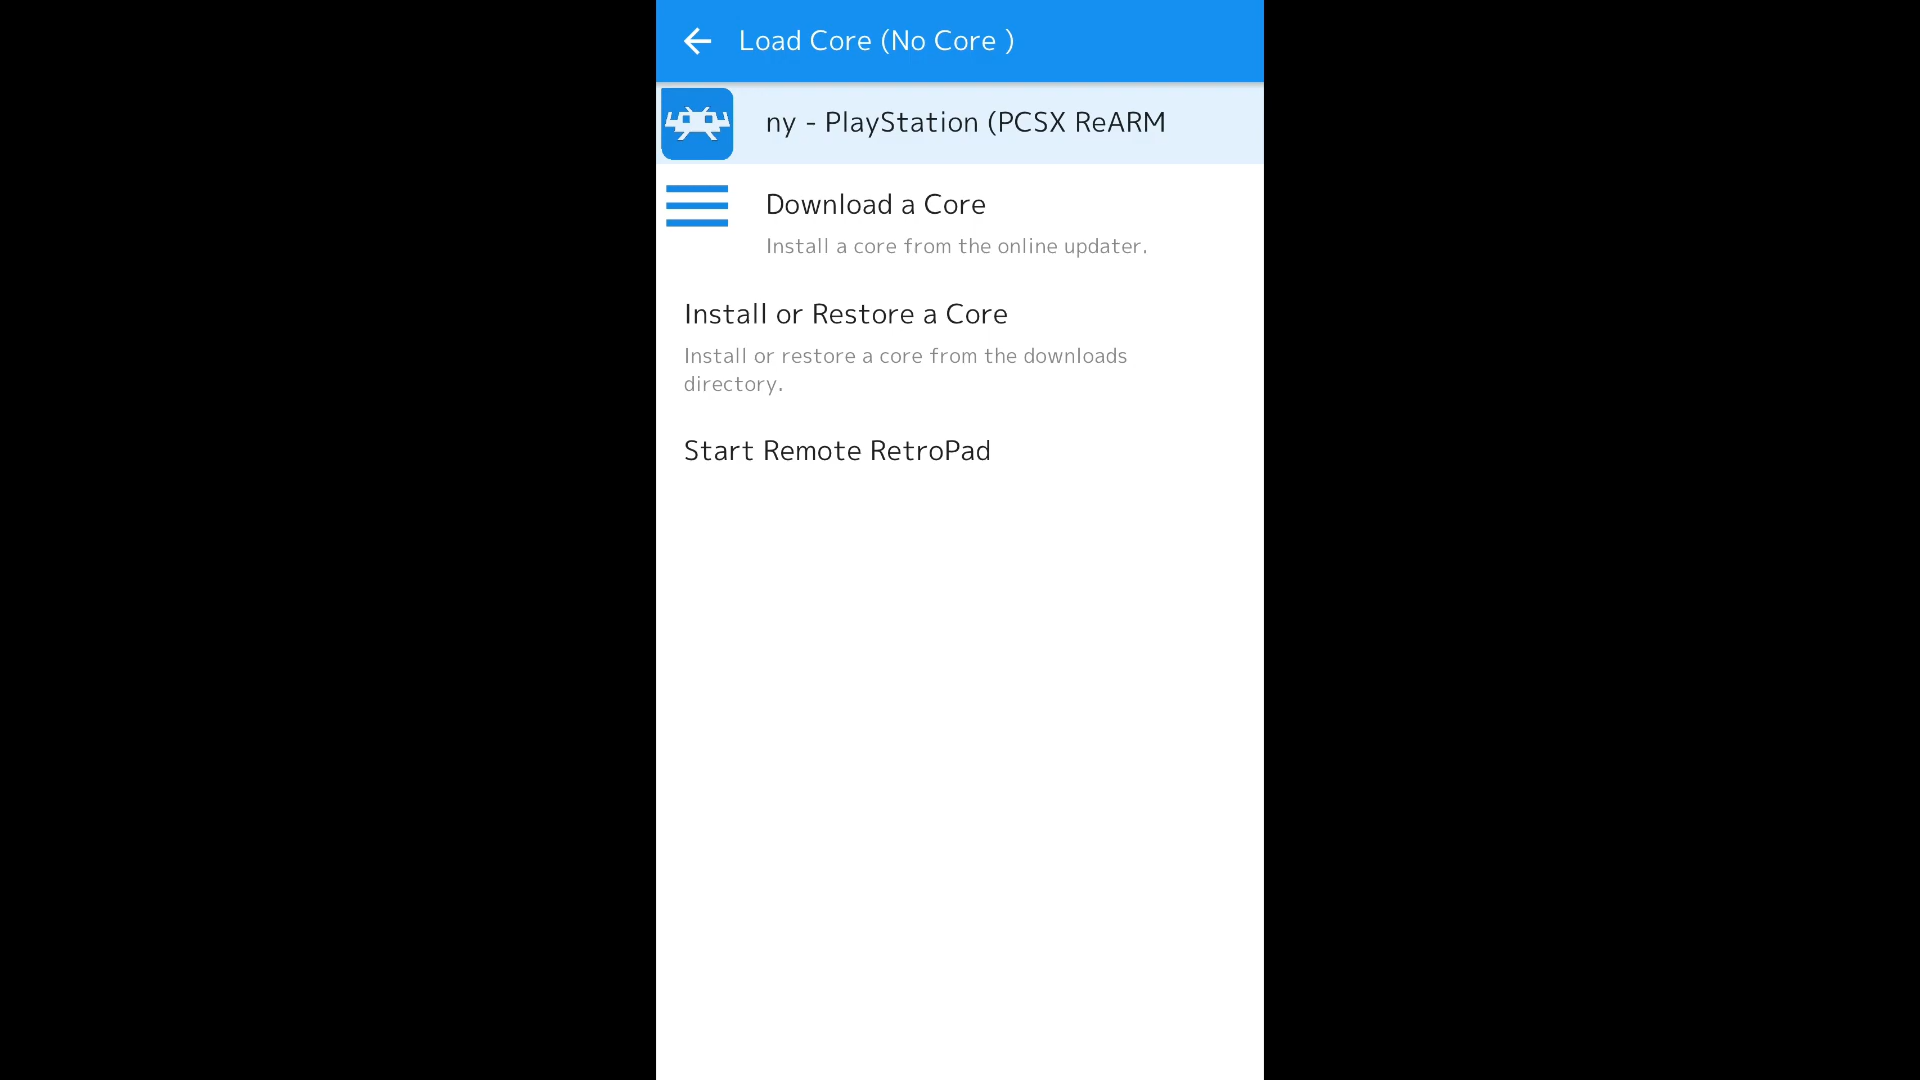 Load Core (No Core )
ny - PlayStation (PCSX ReARM
Download a Core
Install a core from the online updater.
Install or Restore a Core
Install or restore a core from the downloads
directory.
Start Remote RetroPad